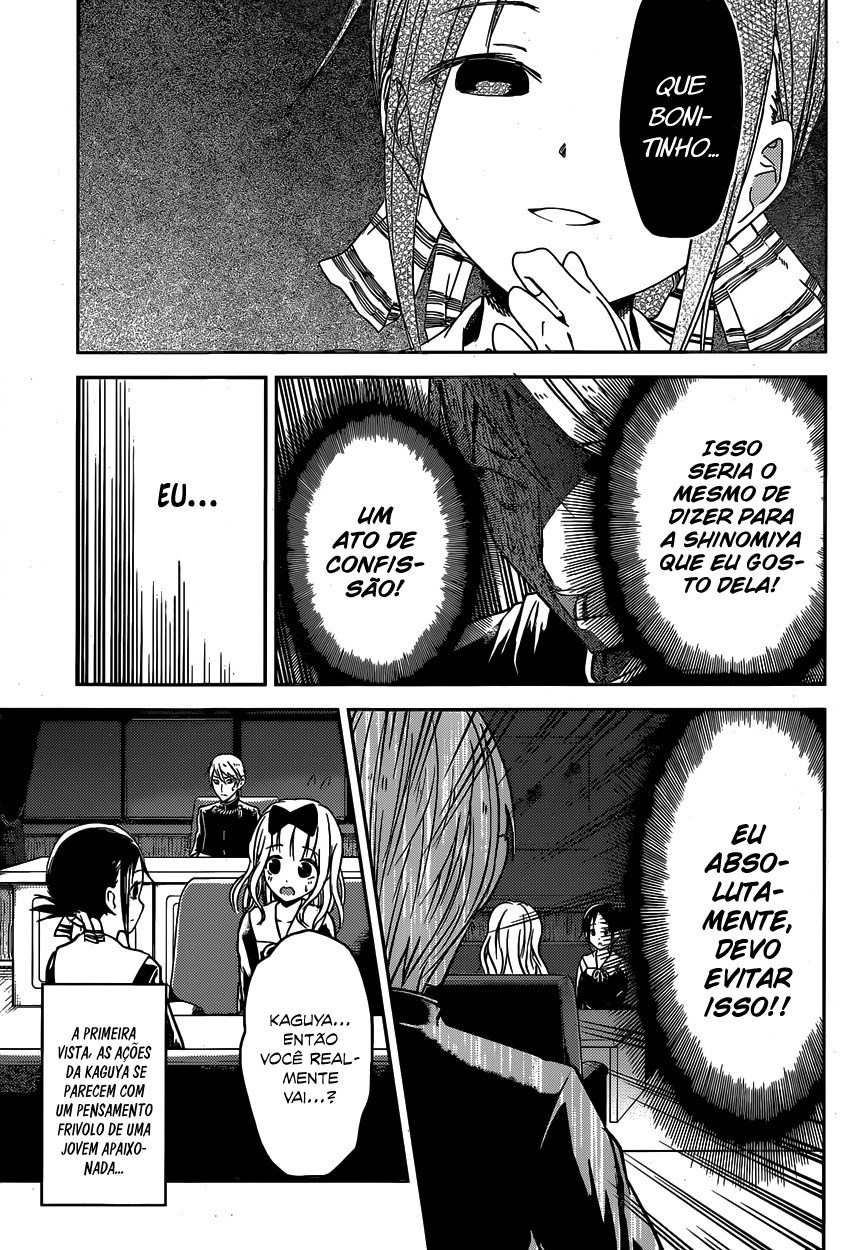 QUE
BONI-
TINHO...
ISSO
SERIA O
MESMO DE
DIZER PARA
A SHINOMIYA
QUE EU GOS-
TO DELA!
UM
ATO DE
CONFIS-
SÃO!
EU...
EU
ABSO-
LUTA-
MENTE,
DEVO
EVITAR
ISSO!!
KAGUYA...
ENTÃO
VOCÊ REAL-
MENTE
VAI...?
A PRIMEIRA
VISTA, AS AÇÕES
DA KAGUYA SE
PARECEM COM
UM PENSAMENTO
FRIVOLO DE UMA
JOVEM APAIXO-
NADA...